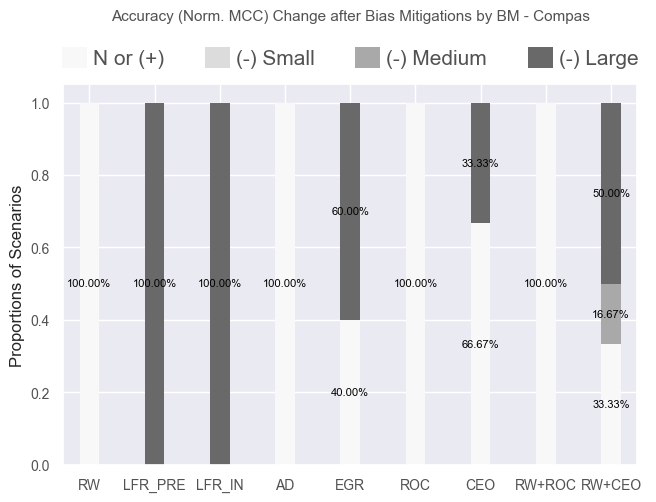 Accuracy (Norm. MCC) Change after Bias Mitigations by BM - Compas
N or (+) (-) Small (-) Medium (-) Large
Proportions of Scenarios
1.0
0.8
0.6
0.4
0.2
0.0
33.33%
50.00%
60.00%
100.00% 100.00% 100.00% 100.00% 100.00% 100.00%
16.67%
66.67%
40.00%
33.33%
RW LFR_PRE LFR_IN AD EGR ROC CEO RW+ROC RW+CEO